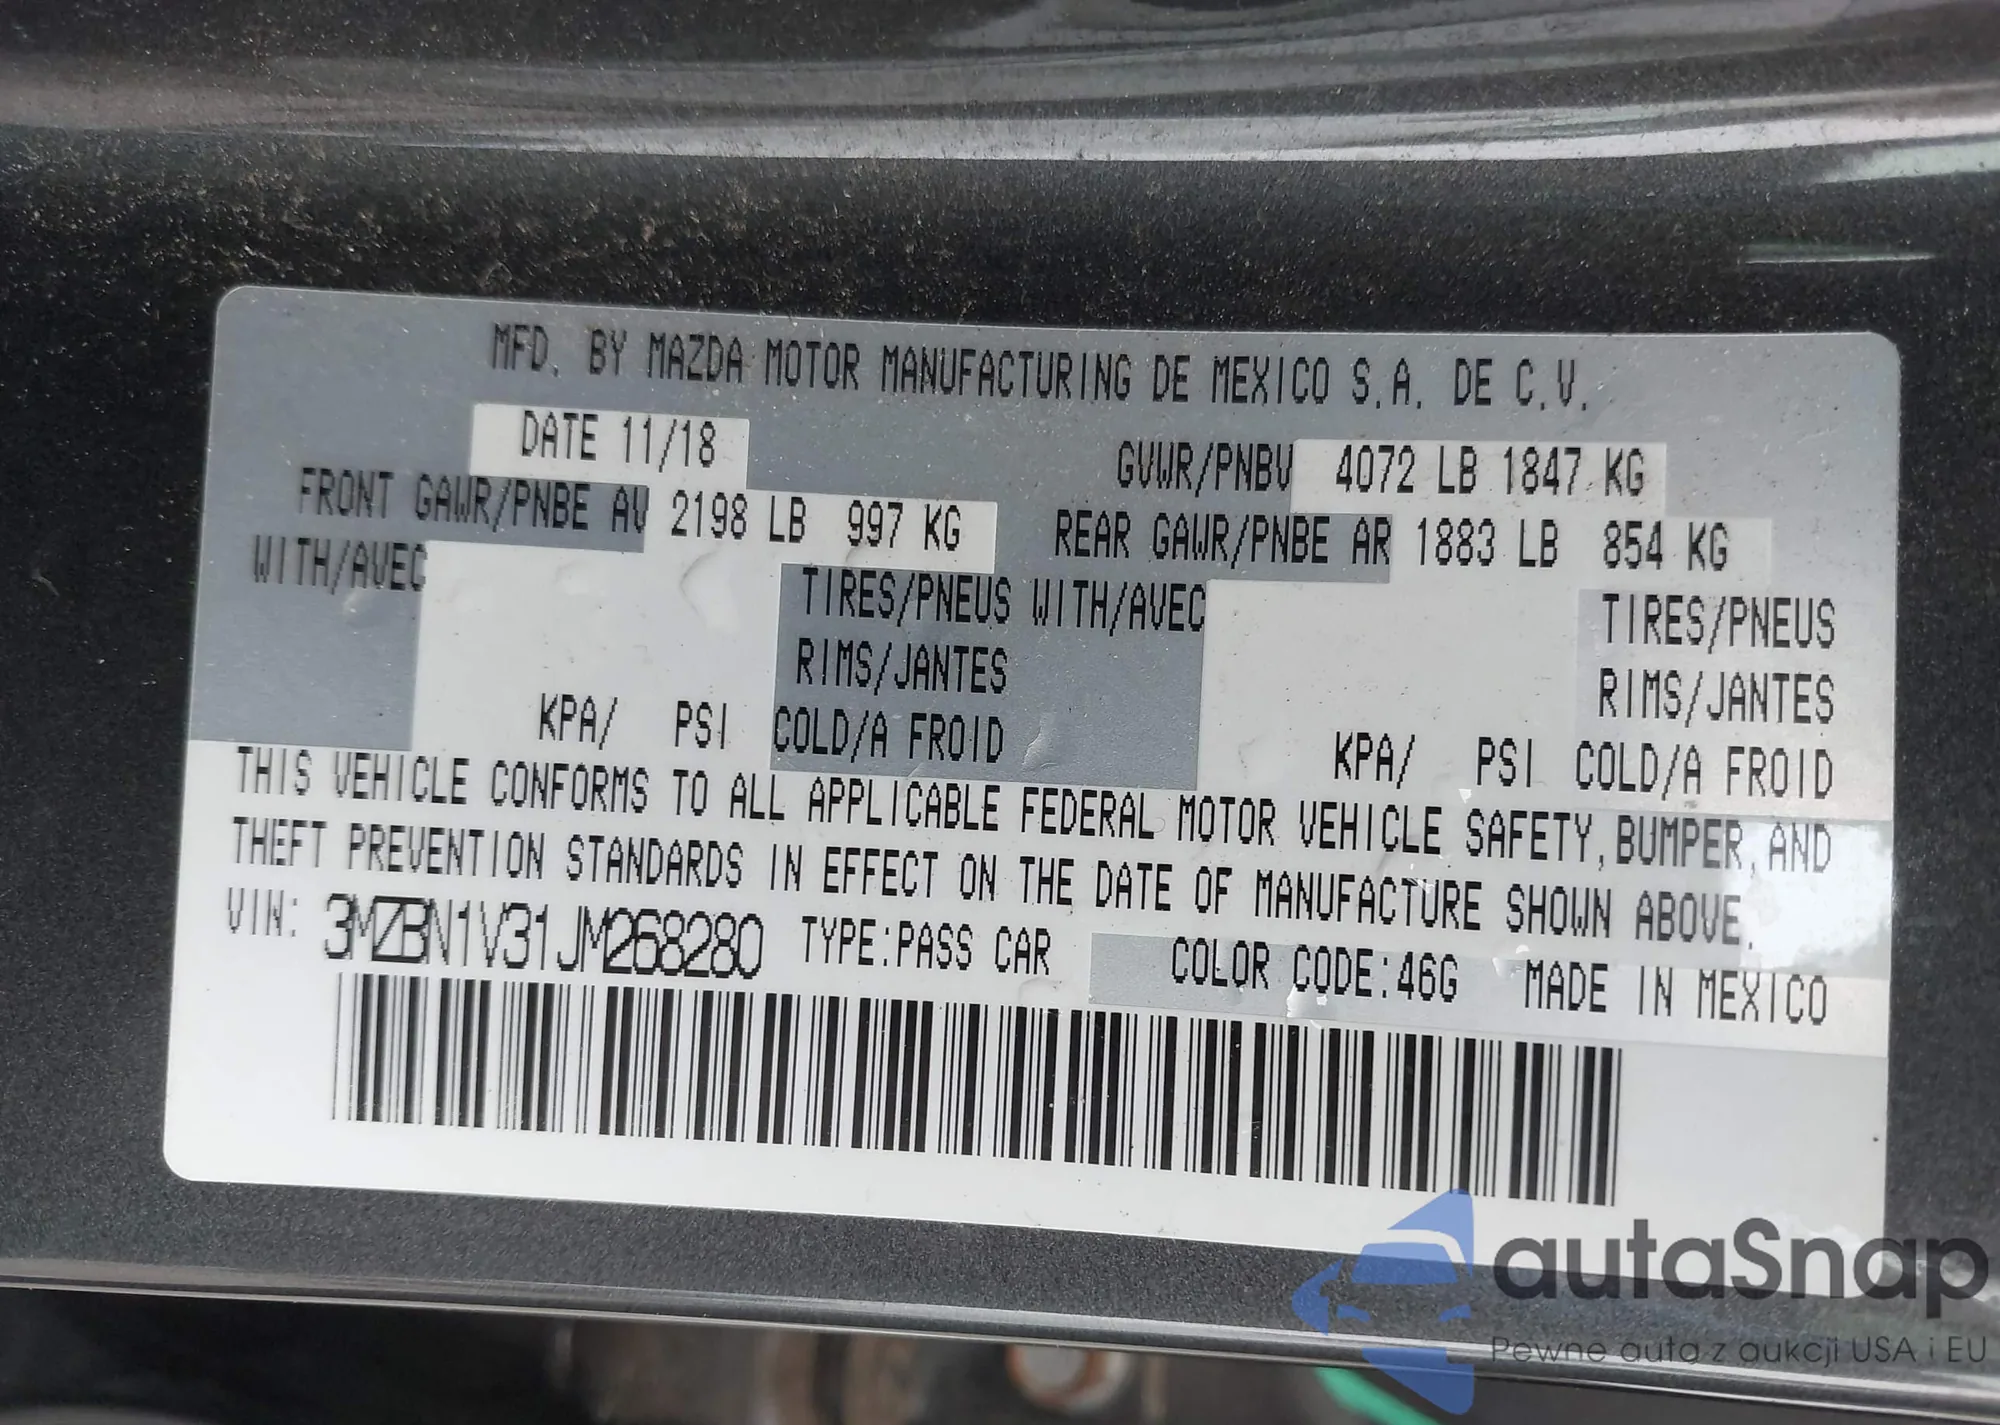 MFD. BY MAZDA MOTOR MANUFACTURING DE MEXICO S.A. DE C.V.
DATE 11/18 GVWR/PNBV 4072 LB 1847 KG
FRONT GAWR/PNBE AV 2198 LB 997 KG REAR GAWR/PNBE AR 1883 LB 854 KG
WITH/AVEC TIRES/PNEUS WITH/AVEC TIRES/PNEUS
RIMS/JANTES RIMS/JANTES
KPA/ PSI COLD/A FROID KPA/ PSI COLD/A FROID
THIS VEHICLE CONFORMS TO ALL APPLICABLE FEDERAL MOTOR VEHICLE SAFETY, BUMPER, AND
THEFT PREVENTION STANDARDS IN EFFECT ON THE DATE OF MANUFACTURE SHOWN ABOVE.
VIN: 3MZBN1V31JM268280 TYPE:PASS CAR COLOR CODE:46G MADE IN MEXICO
autaSnap
Pewne auta z aukcji USA i EU